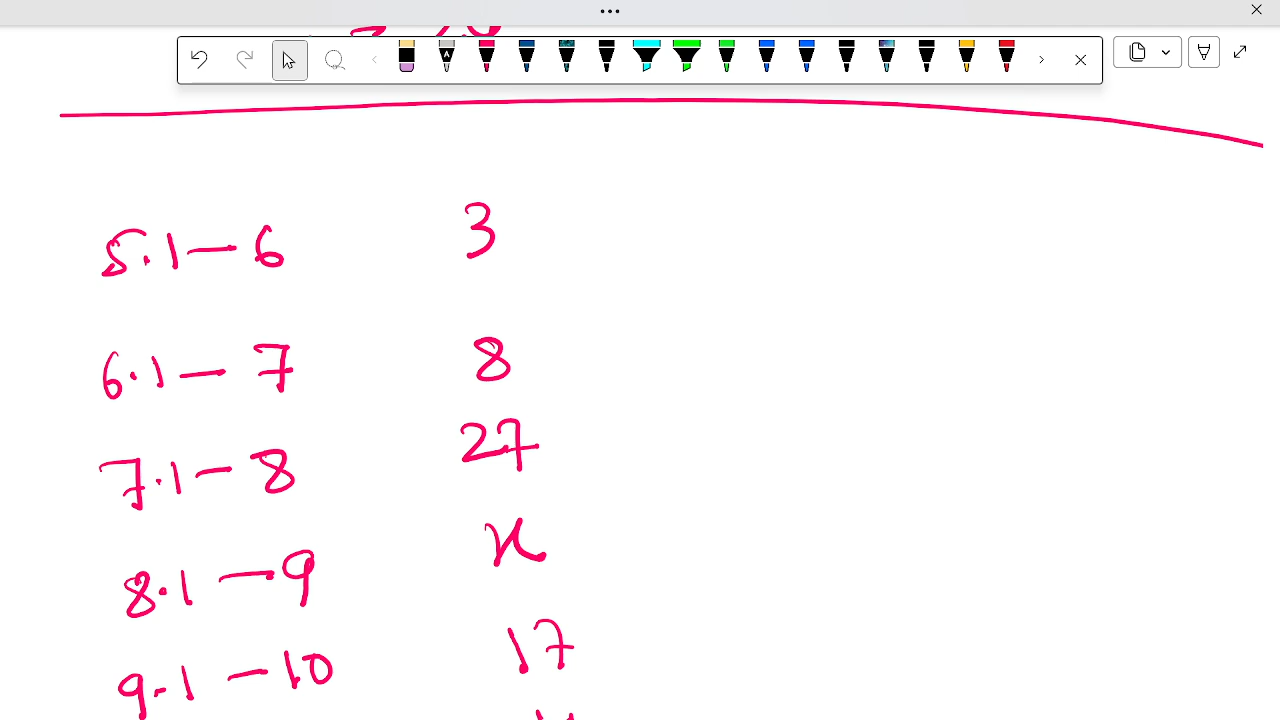 5.1 - 6 3
6.1 - 7 8
7.1 - 8 27
8.1 - 9 x
9.1 - 10 17